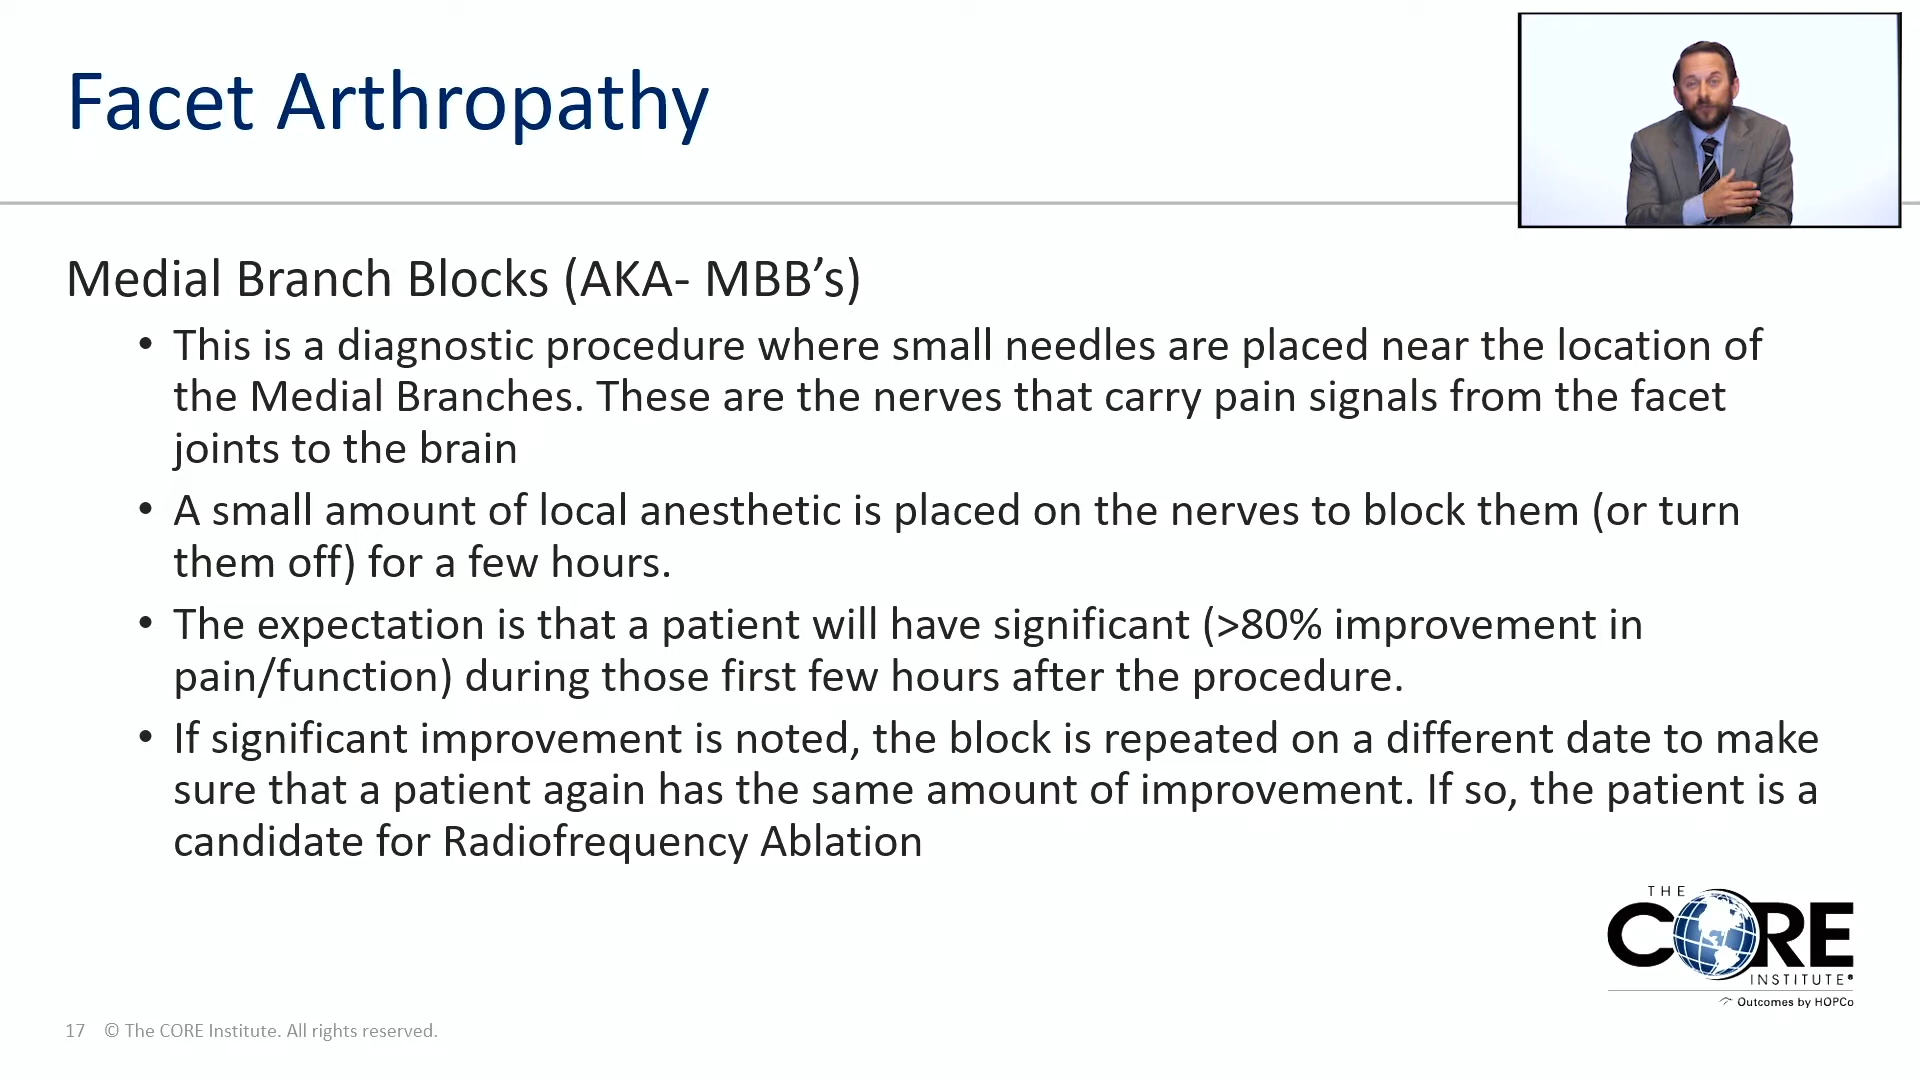 Facet Arthropathy
Medial Branch Blocks (AKA- MBB’s)
• This is a diagnostic procedure where small needles are placed near the location of
the Medial Branches. These are the nerves that carry pain signals from the facet
joints to the brain
• A small amount of local anesthetic is placed on the nerves to block them (or turn
them off) for a few hours.
• The expectation is that a patient will have significant (>80% improvement in
pain/function) during those first few hours after the procedure.
• If significant improvement is noted, the block is repeated on a different date to make
sure that a patient again has the same amount of improvement. If so, the patient is a
candidate for Radiofrequency Ablation
THE
CORE
INSTITUTE®
Outcomes by HOPCo
17 © The CORE Institute. All rights reserved.